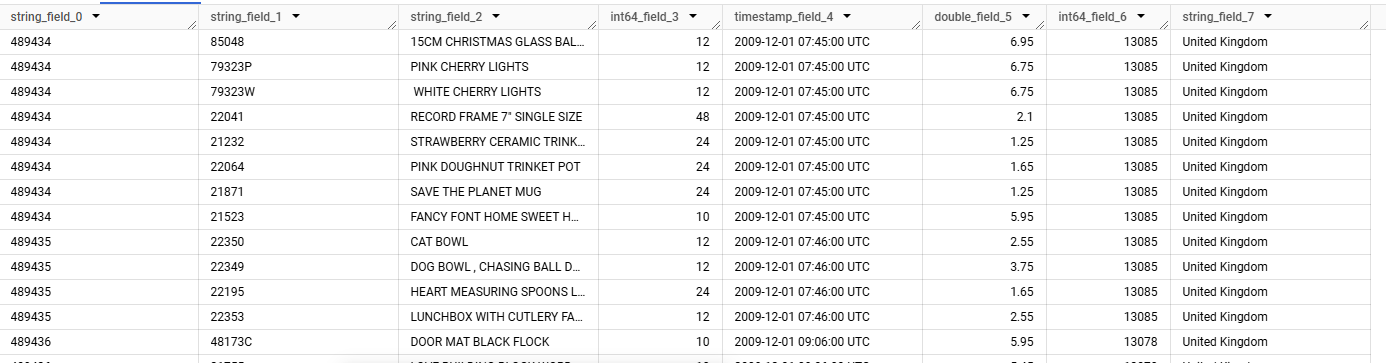 string_field_0 string_field_1 string_field_2 int64_field_3 timestamp_field_4 double_field_5 int64_field_6 string_field_7
489434 85048 15CM CHRISTMAS GLASS BAL... 12 2009-12-01 07:45:00 UTC 6.95 13085 United Kingdom
489434 79323P PINK CHERRY LIGHTS 12 2009-12-01 07:45:00 UTC 6.75 13085 United Kingdom
489434 79323W WHITE CHERRY LIGHTS 12 2009-12-01 07:45:00 UTC 6.75 13085 United Kingdom
489434 22041 RECORD FRAME 7" SINGLE SIZE 48 2009-12-01 07:45:00 UTC 2.1 13085 United Kingdom
489434 21232 STRAWBERRY CERAMIC TRINK... 24 2009-12-01 07:45:00 UTC 1.25 13085 United Kingdom
489434 22064 PINK DOUGHNUT TRINKET POT 24 2009-12-01 07:45:00 UTC 1.65 13085 United Kingdom
489434 21871 SAVE THE PLANET MUG 24 2009-12-01 07:45:00 UTC 1.25 13085 United Kingdom
489434 21523 FANCY FONT HOME SWEET H... 10 2009-12-01 07:45:00 UTC 5.95 13085 United Kingdom
489435 22350 CAT BOWL 12 2009-12-01 07:46:00 UTC 2.55 13085 United Kingdom
489435 22349 DOG BOWL , CHASING BALL D... 12 2009-12-01 07:46:00 UTC 3.75 13085 United Kingdom
489435 22195 HEART MEASURING SPOONS L... 24 2009-12-01 07:46:00 UTC 1.65 13085 United Kingdom
489435 22353 LUNCHBOX WITH CUTLERY FA... 12 2009-12-01 07:46:00 UTC 2.55 13085 United Kingdom
489436 48173C DOOR MAT BLACK FLOCK 10 2009-12-01 09:06:00 UTC 5.95 13078 United Kingdom